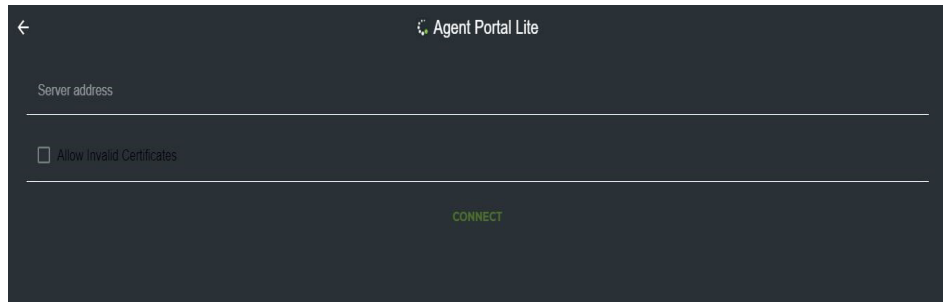 Agent Portal Lite
Server address
Allow Invalid Certificates
CONNECT